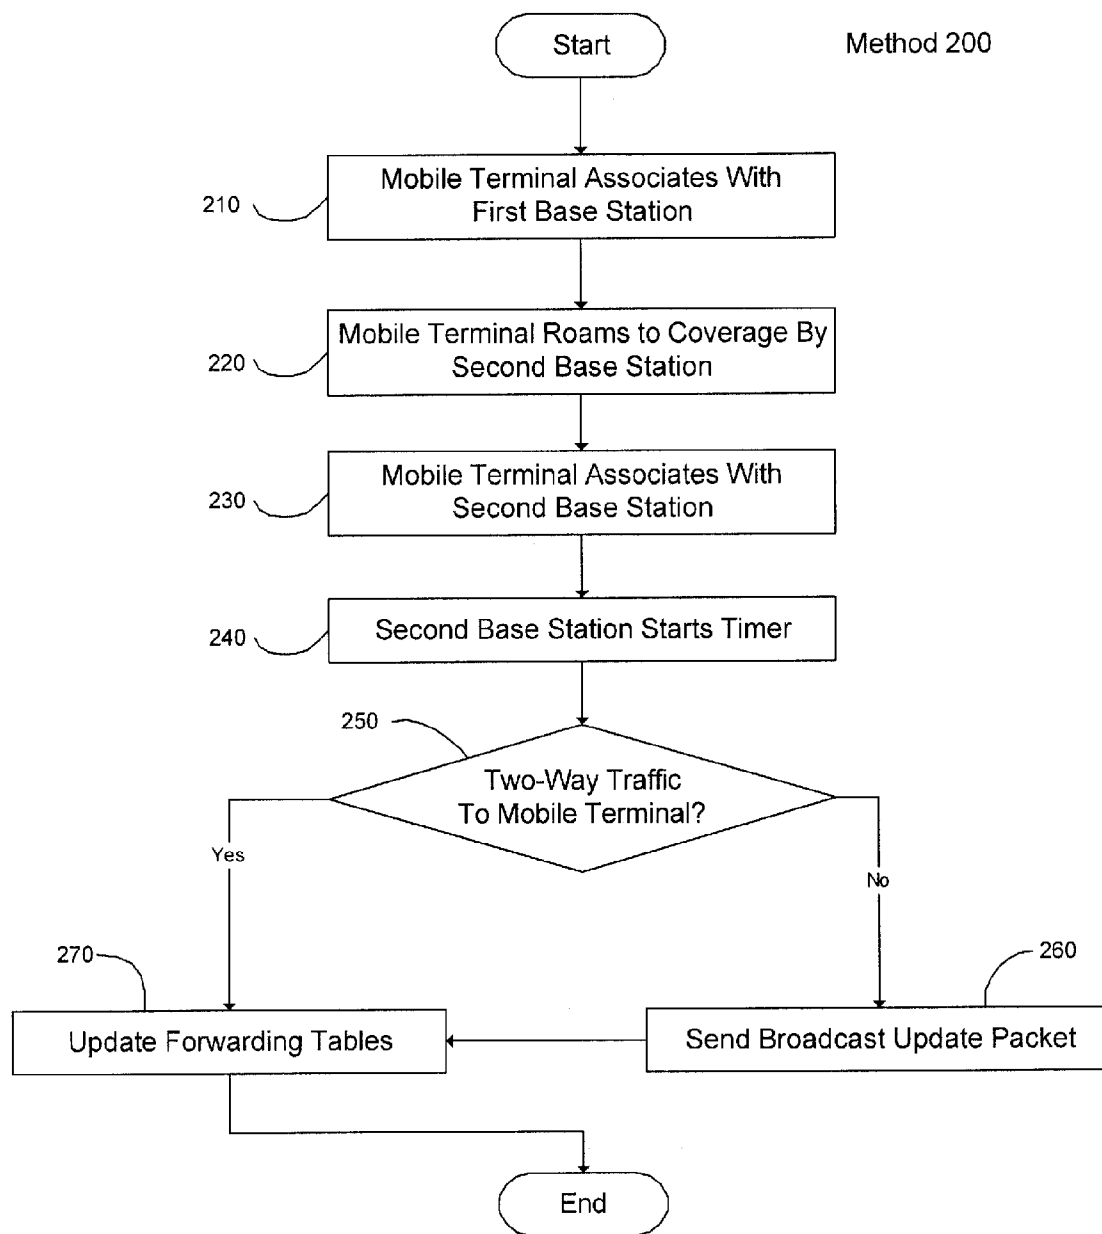 Start
Method 200
Mobile Terminal Associates With
First Base Station
210
Mobile Terminal Roams to Coverage By
Second Base Station
220
Mobile Terminal Associates With
Second Base Station
230
Second Base Station Starts Timer
240
250
Two-Way Traffic
To Mobile Terminal?
Yes
No
270
260
Update Forwarding Tables
Send Broadcast Update Packet
End